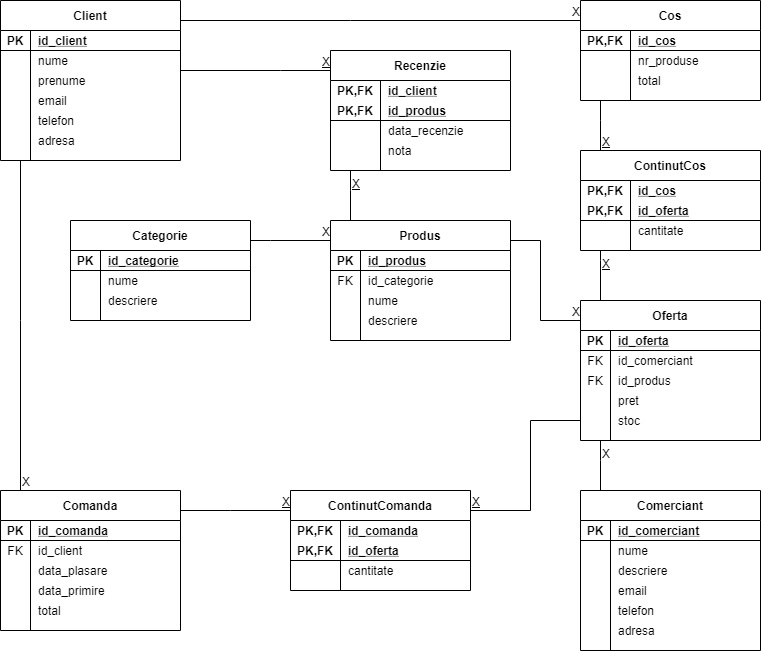 Client
PK id_client
nume
prenume
email
telefon
adresa
X
Cos
PK,FK id_cos
nr_produse
total
X
Recenzie
PK,FK id_client
PK,FK id_produs
data_recenzie
nota
X
X
ContinutCos
PK,FK id_cos
PK,FK id_oferta
cantitate
X
Categorie
PK id_categorie
nume
descriere
X
Produs
PK id_produs
FK id_categorie
nume
descriere
X
Oferta
PK id_oferta
FK id_comerciant
FK id_produs
pret
stoc
X
X
Comanda
PK id_comanda
FK id_client
data_plasare
data_primire
total
X
ContinutComanda
PK,FK id_comanda
PK,FK id_oferta
cantitate
X
Comerciant
PK id_comerciant
nume
descriere
email
telefon
adresa